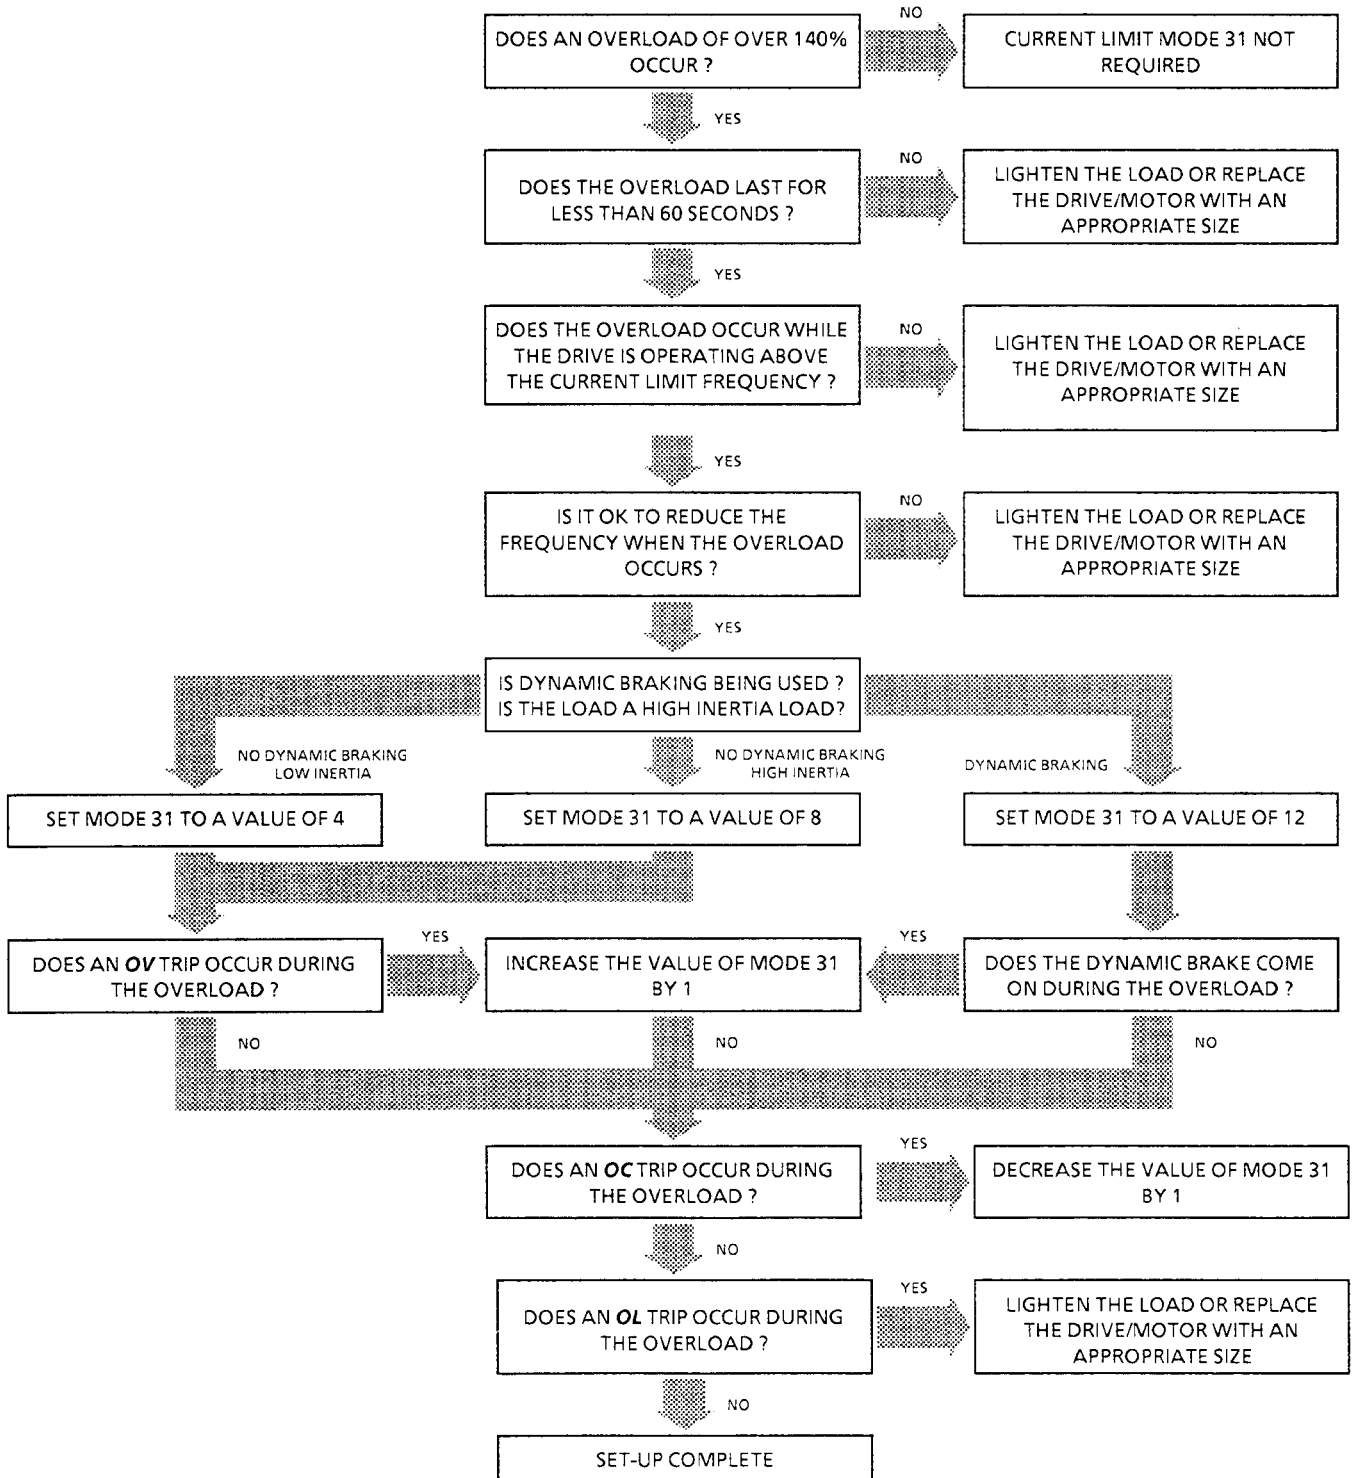 DOES AN OVERLOAD OF OVER 140%
OCCUR ?
NO
CURRENT LIMIT MODE 31 NOT
REQUIRED
YES
DOES THE OVERLOAD LAST FOR
LESS THAN 60 SECONDS ?
NO
LIGHTEN THE LOAD OR REPLACE
THE DRIVE/MOTOR WITH AN
APPROPRIATE SIZE
YES
DOES THE OVERLOAD OCCUR WHILE
THE DRIVE IS OPERATING ABOVE
THE CURRENT LIMIT FREQUENCY ?
NO
LIGHTEN THE LOAD OR REPLACE
THE DRIVE/MOTOR WITH AN
APPROPRIATE SIZE
YES
IS IT OK TO REDUCE THE
FREQUENCY WHEN THE OVERLOAD
OCCURS ?
NO
LIGHTEN THE LOAD OR REPLACE
THE DRIVE/MOTOR WITH AN
APPROPRIATE SIZE
YES
IS DYNAMIC BRAKING BEING USED ?
IS THE LOAD A HIGH INERTIA LOAD?
NO DYNAMIC BRAKING
LOW INERTIA
NO DYNAMIC BRAKING
HIGH INERTIA
DYNAMIC BRAKING
SET MODE 31 TO A VALUE OF 4
SET MODE 31 TO A VALUE OF 8
SET MODE 31 TO A VALUE OF 12
DOES AN OV TRIP OCCUR DURING
THE OVERLOAD ?
YES
INCREASE THE VALUE OF MODE 31
BY 1
YES
DOES THE DYNAMIC BRAKE COME
ON DURING THE OVERLOAD ?
NO
NO
NO
DOES AN OC TRIP OCCUR DURING
THE OVERLOAD ?
YES
DECREASE THE VALUE OF MODE 31
BY 1
NO
DOES AN OL TRIP OCCUR DURING
THE OVERLOAD ?
YES
LIGHTEN THE LOAD OR REPLACE
THE DRIVE/MOTOR WITH AN
APPROPRIATE SIZE
NO
SET-UP COMPLETE